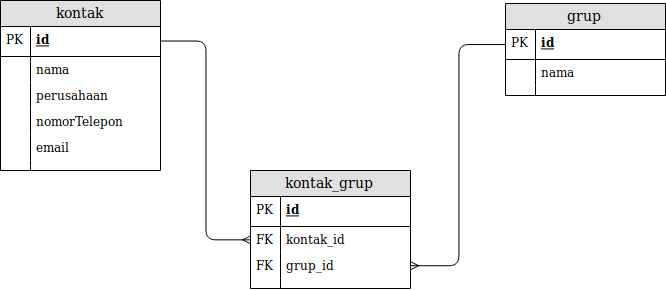 kontak
PK id
nama
perusahaan
nomorTelepon
email
grup
PK id
nama
kontak_grup
PK id
FK kontak_id
FK grup_id